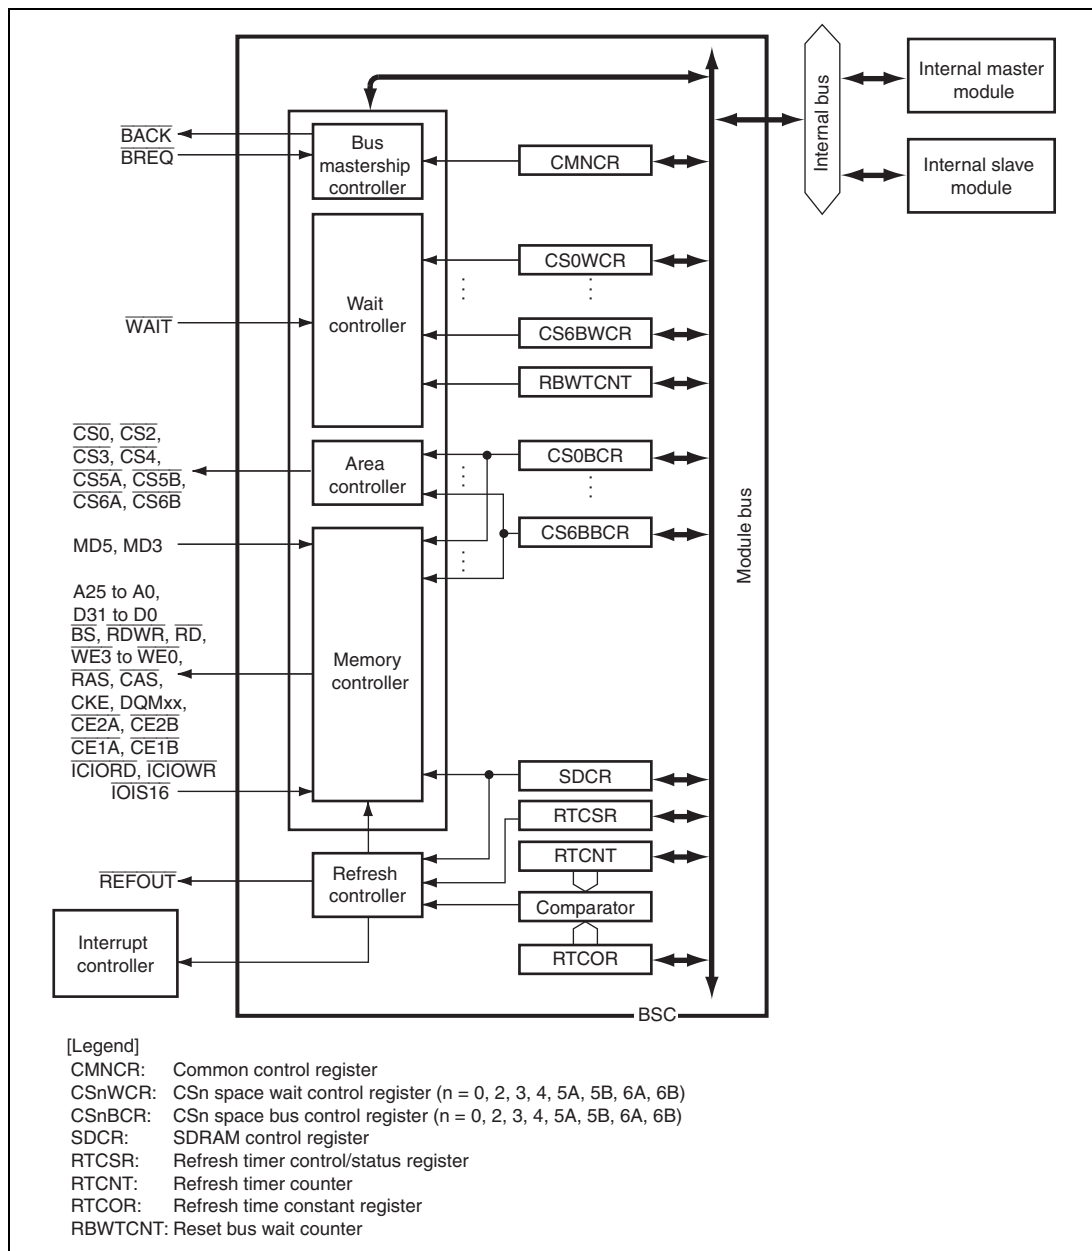 BACK
BREQ
Bus
mastership
controller
CMNCR
Internal bus
Internal master
module
Internal slave
module
WAIT
Wait
controller
CS0WCR
CS6BWCR
RBWTCNT
CS0, CS2,
CS3, CS4,
CS5A, CS5B,
CS6A, CS6B
Area
controller
CS0BCR
CS6BBCR
Module bus
MD5, MD3
A25 to A0,
D31 to D0
BS, RDWR, RD,
WE3 to WE0,
RAS, CAS,
CKE, DQMxx,
CE2A, CE2B
CE1A, CE1B
ICIORD, ICIOWR
IOIS16
Memory
controller
SDCR
RTCSR
RTCNT
Comparator
RTCOR
REFOUT
Refresh
controller
Interrupt
controller
BSC
[Legend]
CMNCR: Common control register
CSnWCR: CSn space wait control register (n = 0, 2, 3, 4, 5A, 5B, 6A, 6B)
CSnBCR: CSn space bus control register (n = 0, 2, 3, 4, 5A, 5B, 6A, 6B)
SDCR: SDRAM control register
RTCSR: Refresh timer control/status register
RTCNT: Refresh timer counter
RTCOR: Refresh time constant register
RBWTCNT: Reset bus wait counter